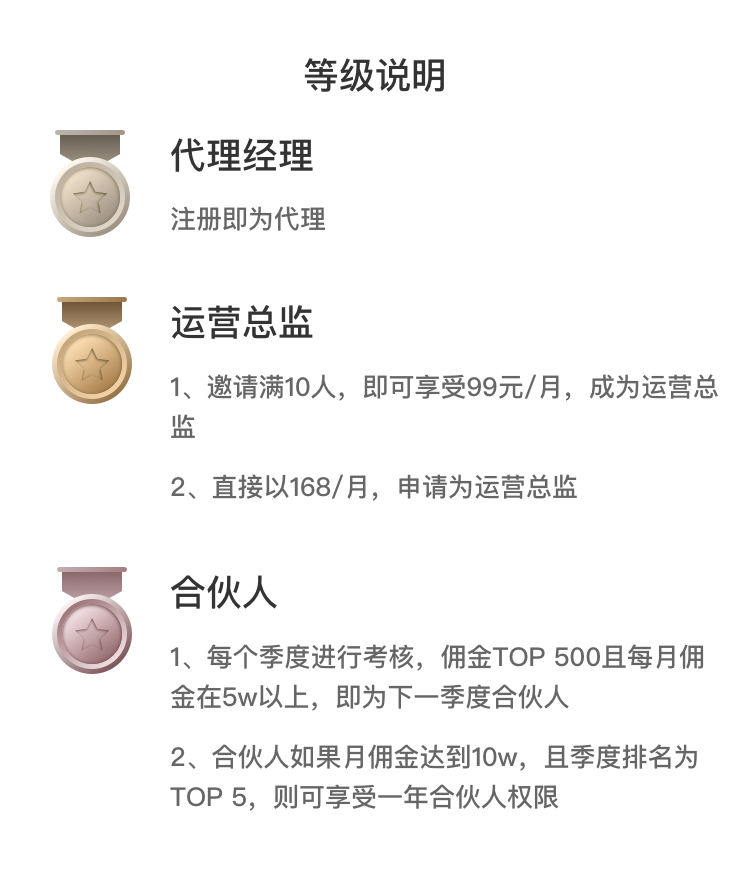 等级说明
代理经理
注册即为代理
运营总监
1、邀请满10人，即可享受99元/月，成为运营总
监
2、直接以168/月，申请为运营总监
合伙人
1、每个季度进行考核，佣金TOP 500且每月佣
金在5w以上，即为下一季度合伙人
2、合伙人如果月佣金达到10w，且季度排名为
TOP 5，则可享受一年合伙人权限